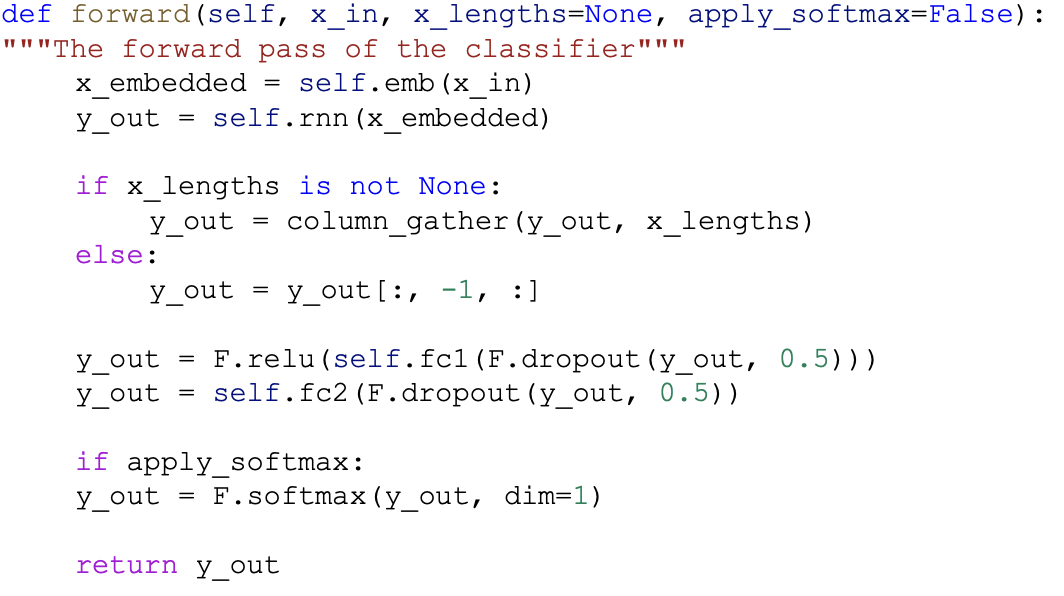 def forward(self, x_in, x_lengths=None, apply_softmax=False):
"""The forward pass of the classifier"""
    x_embedded = self.emb(x_in)
    y_out = self.rnn(x_embedded)

    if x_lengths is not None:
        y_out = column_gather(y_out, x_lengths)
    else:
        y_out = y_out[:, -1, :]

    y_out = F.relu(self.fc1(F.dropout(y_out, 0.5)))
    y_out = self.fc2(F.dropout(y_out, 0.5))

    if apply_softmax:
    y_out = F.softmax(y_out, dim=1)

    return y_out